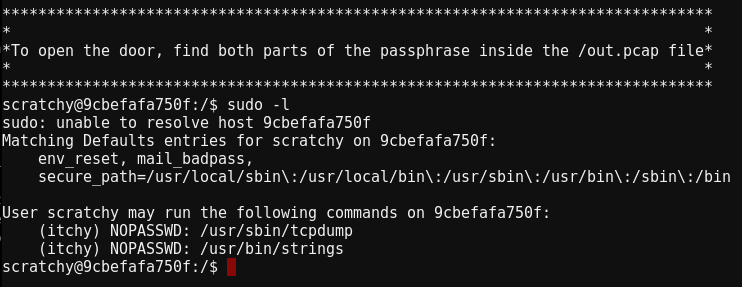 *******************************************************************************
*                                                                             *
*To open the door, find both parts of the passphrase inside the /out.pcap file*
*                                                                             *
*******************************************************************************
scratchy@9cbefafa750f:/$ sudo -l
sudo: unable to resolve host 9cbefafa750f
Matching Defaults entries for scratchy on 9cbefafa750f:
    env_reset, mail_badpass,
    secure_path=/usr/local/sbin\:/usr/local/bin\:/usr/sbin\:/usr/bin\:/sbin\:/bin

User scratchy may run the following commands on 9cbefafa750f:
    (itchy) NOPASSWD: /usr/sbin/tcpdump
    (itchy) NOPASSWD: /usr/bin/strings
scratchy@9cbefafa750f:/$